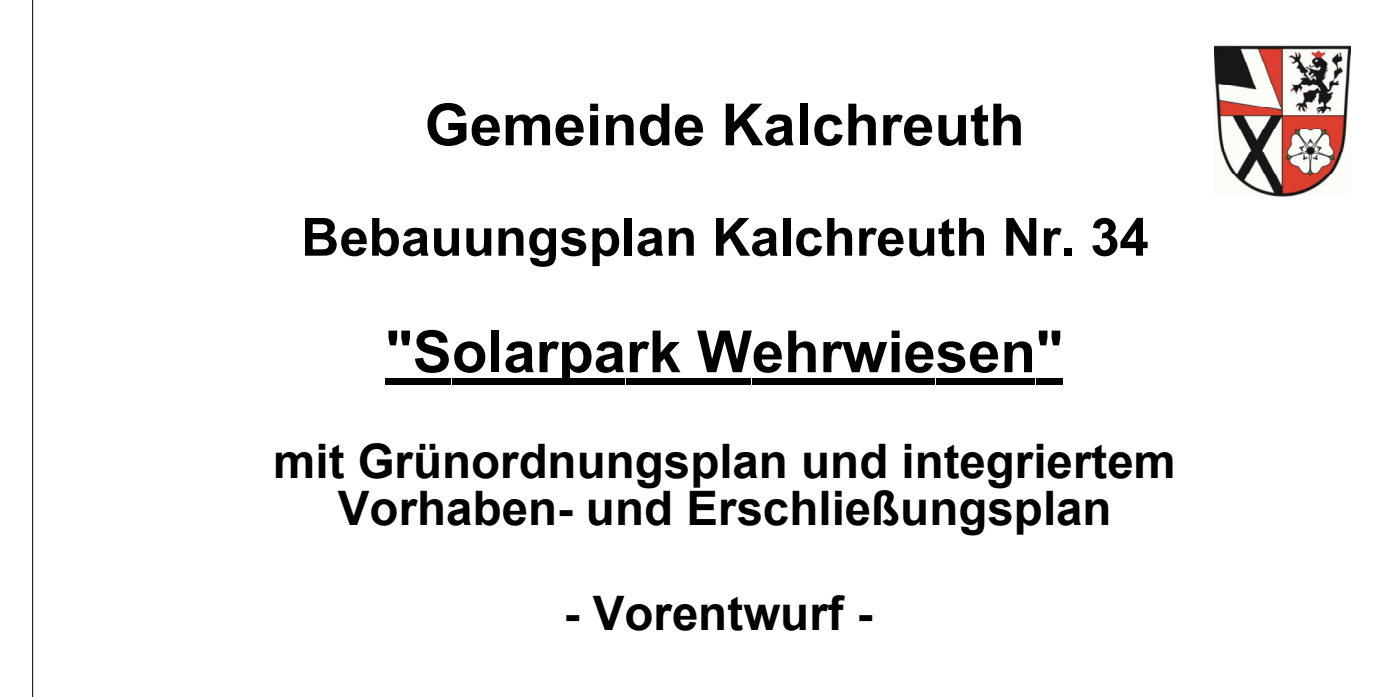 Gemeinde Kalchreuth
Bebauungsplan Kalchreuth Nr. 34
"Solarpark Wehrwiesen"
mit Grünordnungsplan und integriertem
Vorhaben- und Erschließungsplan
- Vorentwurf -